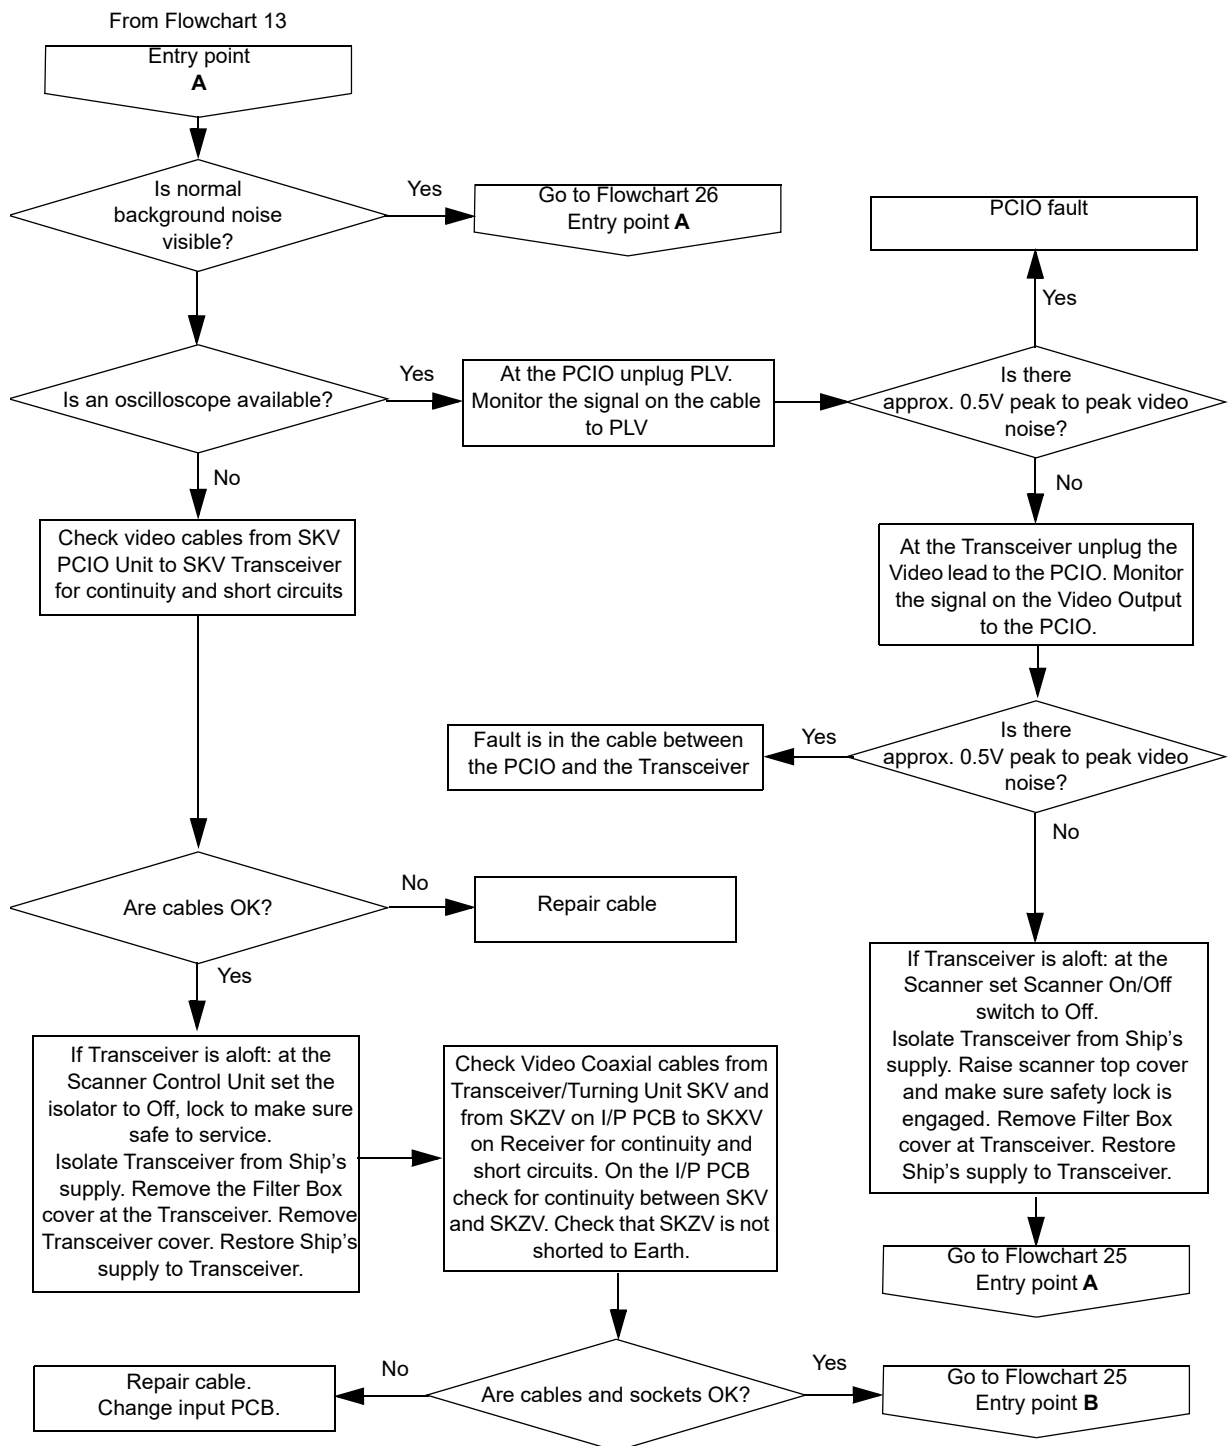 From Flowchart 13
Entry point
A
Is normal
background noise
visible?
Yes
Go to Flowchart 26
Entry point A
PCIO fault
Yes
Is an oscilloscope available?
Yes
At the PCIO unplug PLV.
Monitor the signal on the cable
to PLV
Is there
approx. 0.5V peak to peak video
noise?
No
No
Check video cables from SKV
PCIO Unit to SKV Transceiver
for continuity and short circuits
At the Transceiver unplug the
Video lead to the PCIO. Monitor
the signal on the Video Output
to the PCIO.
Fault is in the cable between
the PCIO and the Transceiver
Yes
Is there
approx. 0.5V peak to peak video
noise?
No
Are cables OK?
No
Repair cable
Yes
If Transceiver is aloft: at the
Scanner set Scanner On/Off
switch to Off.
Isolate Transceiver from Ship's
supply. Raise scanner top cover
and make sure safety lock is
engaged. Remove Filter Box
cover at Transceiver. Restore
Ship's supply to Transceiver.
If Transceiver is aloft: at the
Scanner Control Unit set the
isolator to Off, lock to make sure
safe to service.
Isolate Transceiver from Ship's
supply. Remove the Filter Box
cover at the Transceiver. Remove
Transceiver cover. Restore Ship's
supply to Transceiver.
Check Video Coaxial cables from
Transceiver/Turning Unit SKV and
from SKZV on I/P PCB to SKXV
on Receiver for continuity and
short circuits. On the I/P PCB
check for continuity between SKV
and SKZV. Check that SKZV is not
shorted to Earth.
Go to Flowchart 25
Entry point A
Repair cable.
Change input PCB.
No
Are cables and sockets OK?
Yes
Go to Flowchart 25
Entry point B